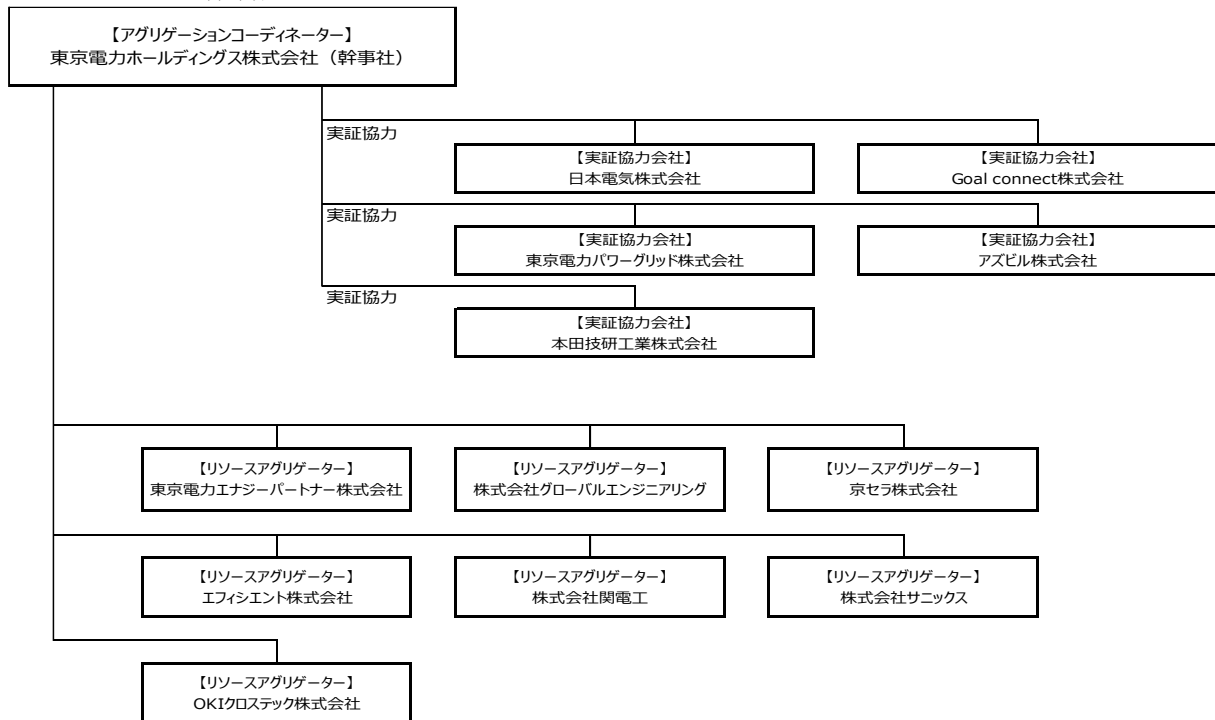 【アグリゲーションコーディネーター】
東京電力ホールディングス株式会社（幹事社）
実証協力
【実証協力会社】
日本電気株式会社
【実証協力会社】
Goal connect株式会社
実証協力
【実証協力会社】
東京電力パワーグリッド株式会社
【実証協力会社】
アズビル株式会社
実証協力
【実証協力会社】
本田技研工業株式会社
【リソースアグリゲーター】
東京電力エナジーパートナー株式会社
【リソースアグリゲーター】
株式会社グローバルエンジニアリング
【リソースアグリゲーター】
京セラ株式会社
【リソースアグリゲーター】
エフィシエント株式会社
【リソースアグリゲーター】
株式会社関電工
【リソースアグリゲーター】
株式会社サニックス
【リソースアグリゲーター】
OKIクロステック株式会社